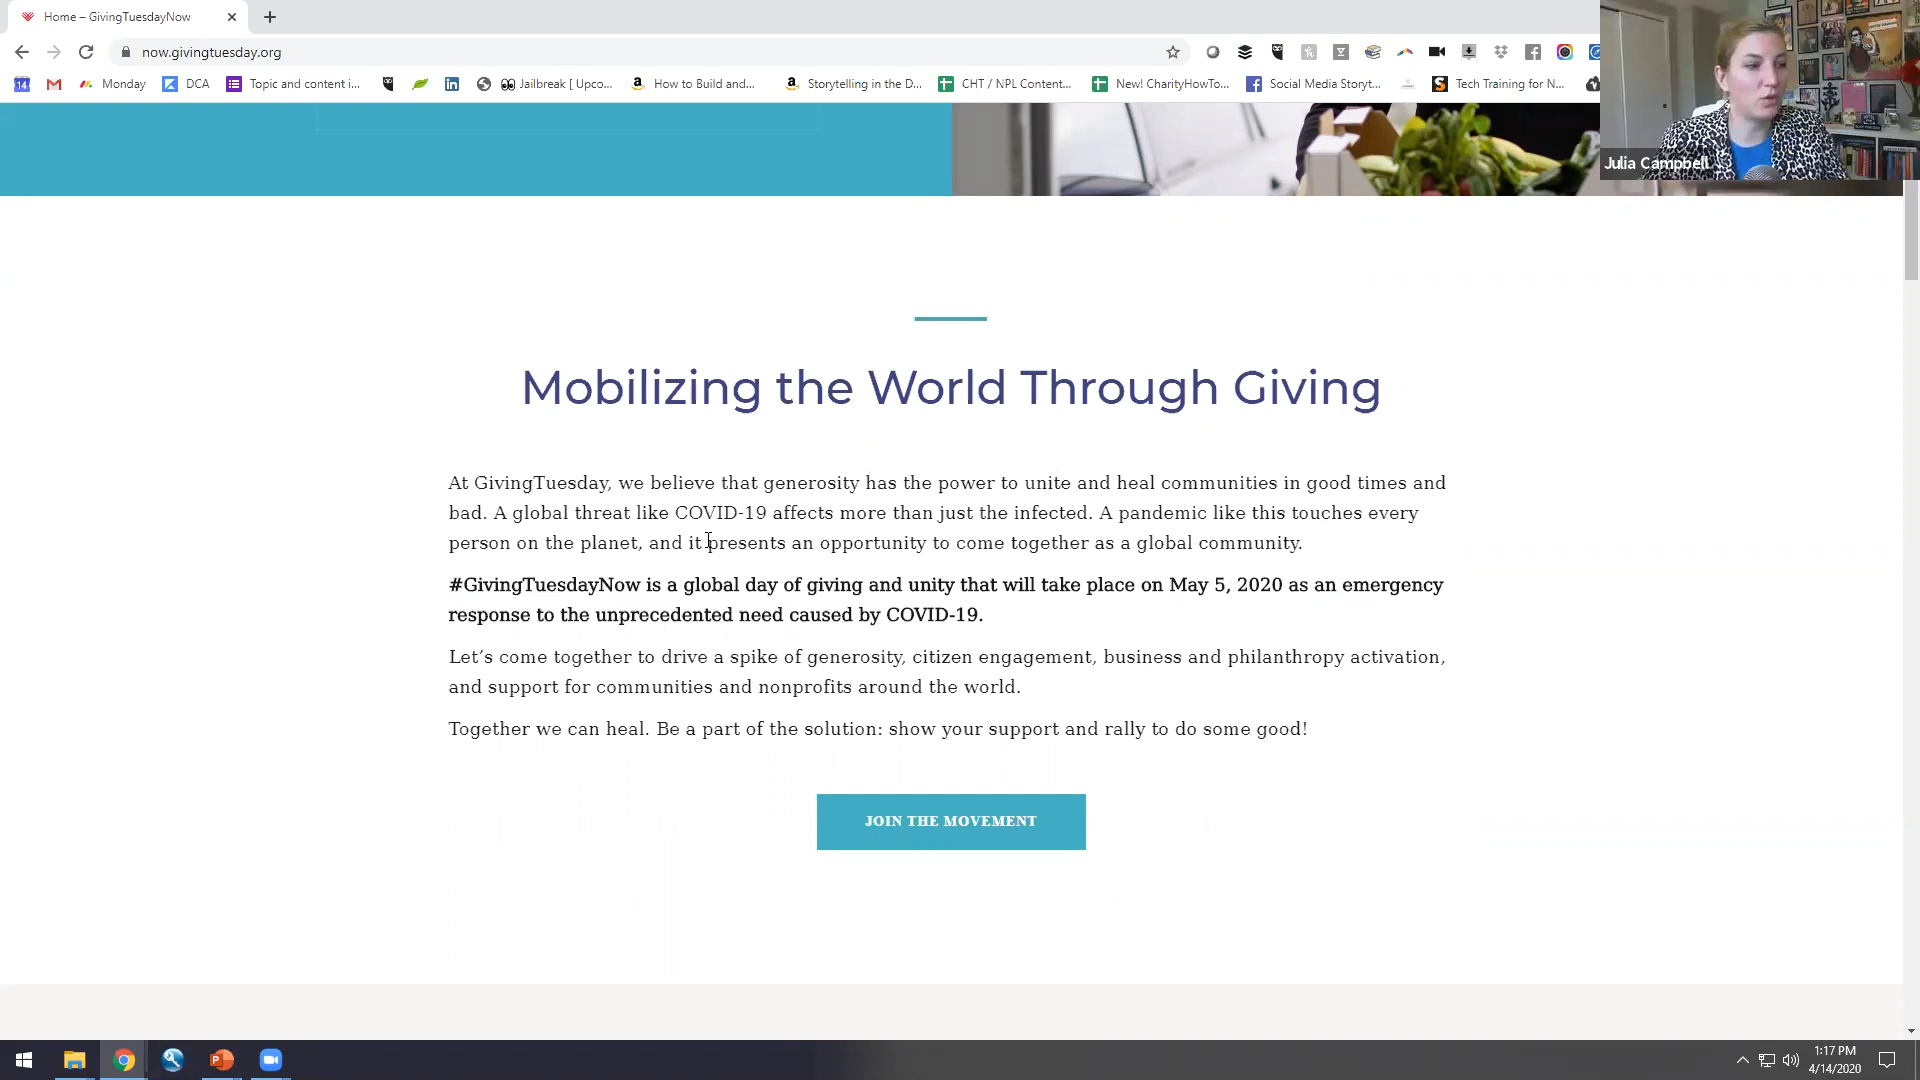 Home – GivingTuesdayNow
now.givingtuesday.org
14 Monday DCA Topic and content i... Jailbreak [ Upco... How to Build and... Storytelling in the D... CHT / NPL Content... New! CharityHowTo... Social Media Storyt... Tech Training for N...
Julia Campbell
Mobilizing the World Through Giving
At GivingTuesday, we believe that generosity has the power to unite and heal communities in good times and
bad. A global threat like COVID-19 affects more than just the infected. A pandemic like this touches every
person on the planet, and it presents an opportunity to come together as a global community.
#GivingTuesdayNow is a global day of giving and unity that will take place on May 5, 2020 as an emergency
response to the unprecedented need caused by COVID-19.
Let’s come together to drive a spike of generosity, citizen engagement, business and philanthropy activation,
and support for communities and nonprofits around the world.
Together we can heal. Be a part of the solution: show your support and rally to do some good!
JOIN THE MOVEMENT
1:17 PM
4/14/2020